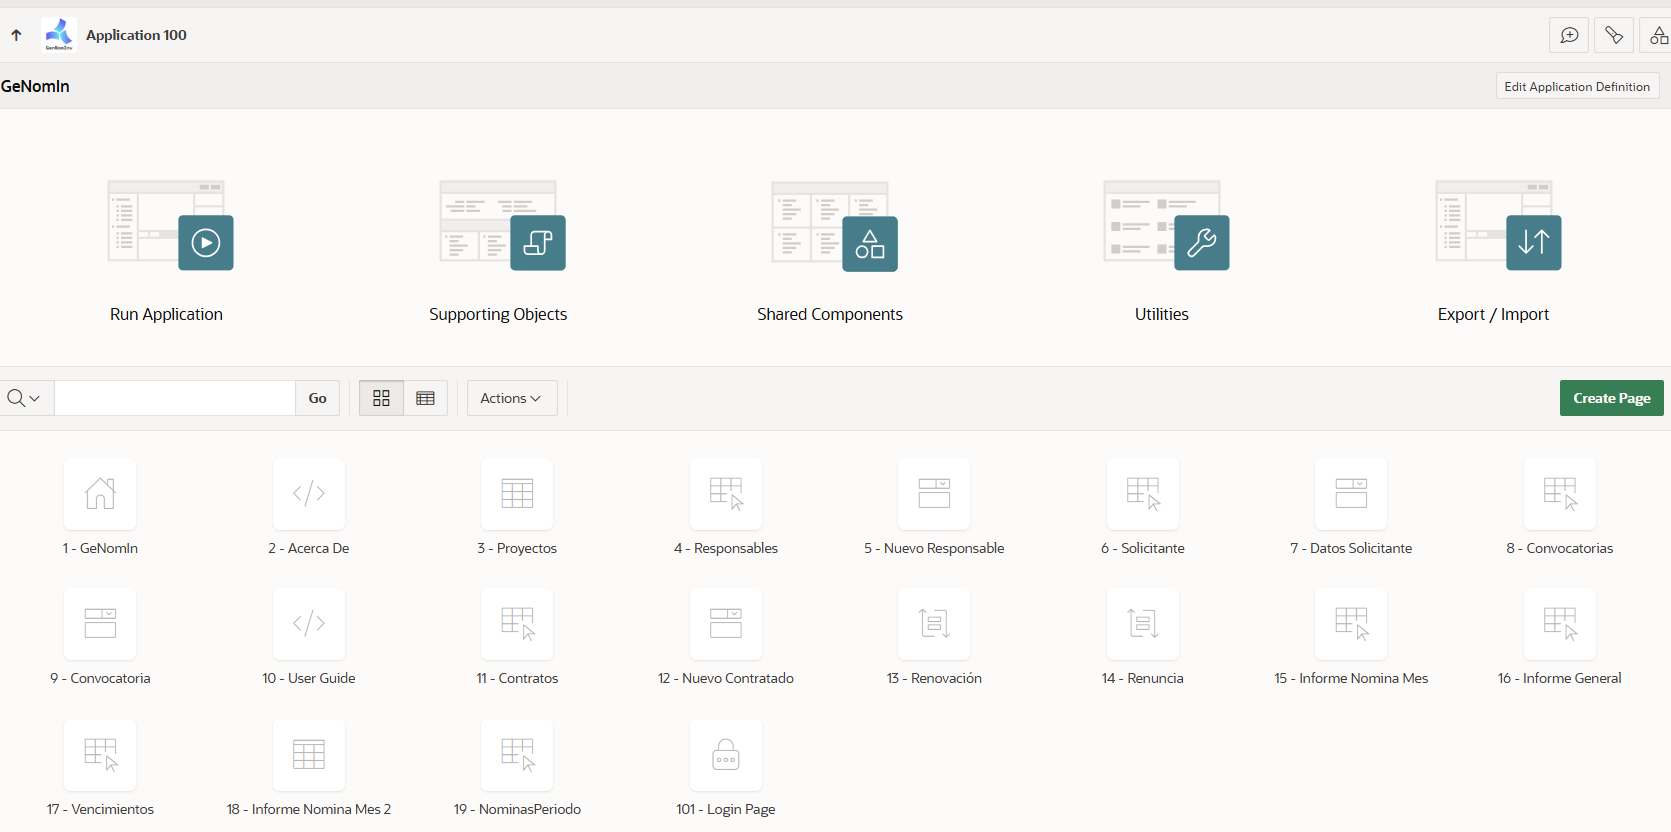 Application 100
GeNomIn
Edit Application Definition
Run Application
Supporting Objects
Shared Components
Utilities
Export / Import
Go
Actions
Create Page
1 - GeNomIn
2 - Acerca De
3 - Proyectos
4 - Responsables
5 - Nuevo Responsable
6 - Solicitante
7 - Datos Solicitante
8 - Convocatorias
9 - Convocatoria
10 - User Guide
11 - Contratos
12 - Nuevo Contratado
13 - Renovación
14 - Renuncia
15 - Informe Nomina Mes
16 - Informe General
17 - Vencimientos
18 - Informe Nomina Mes 2
19 - NominasPeriodo
101 - Login Page